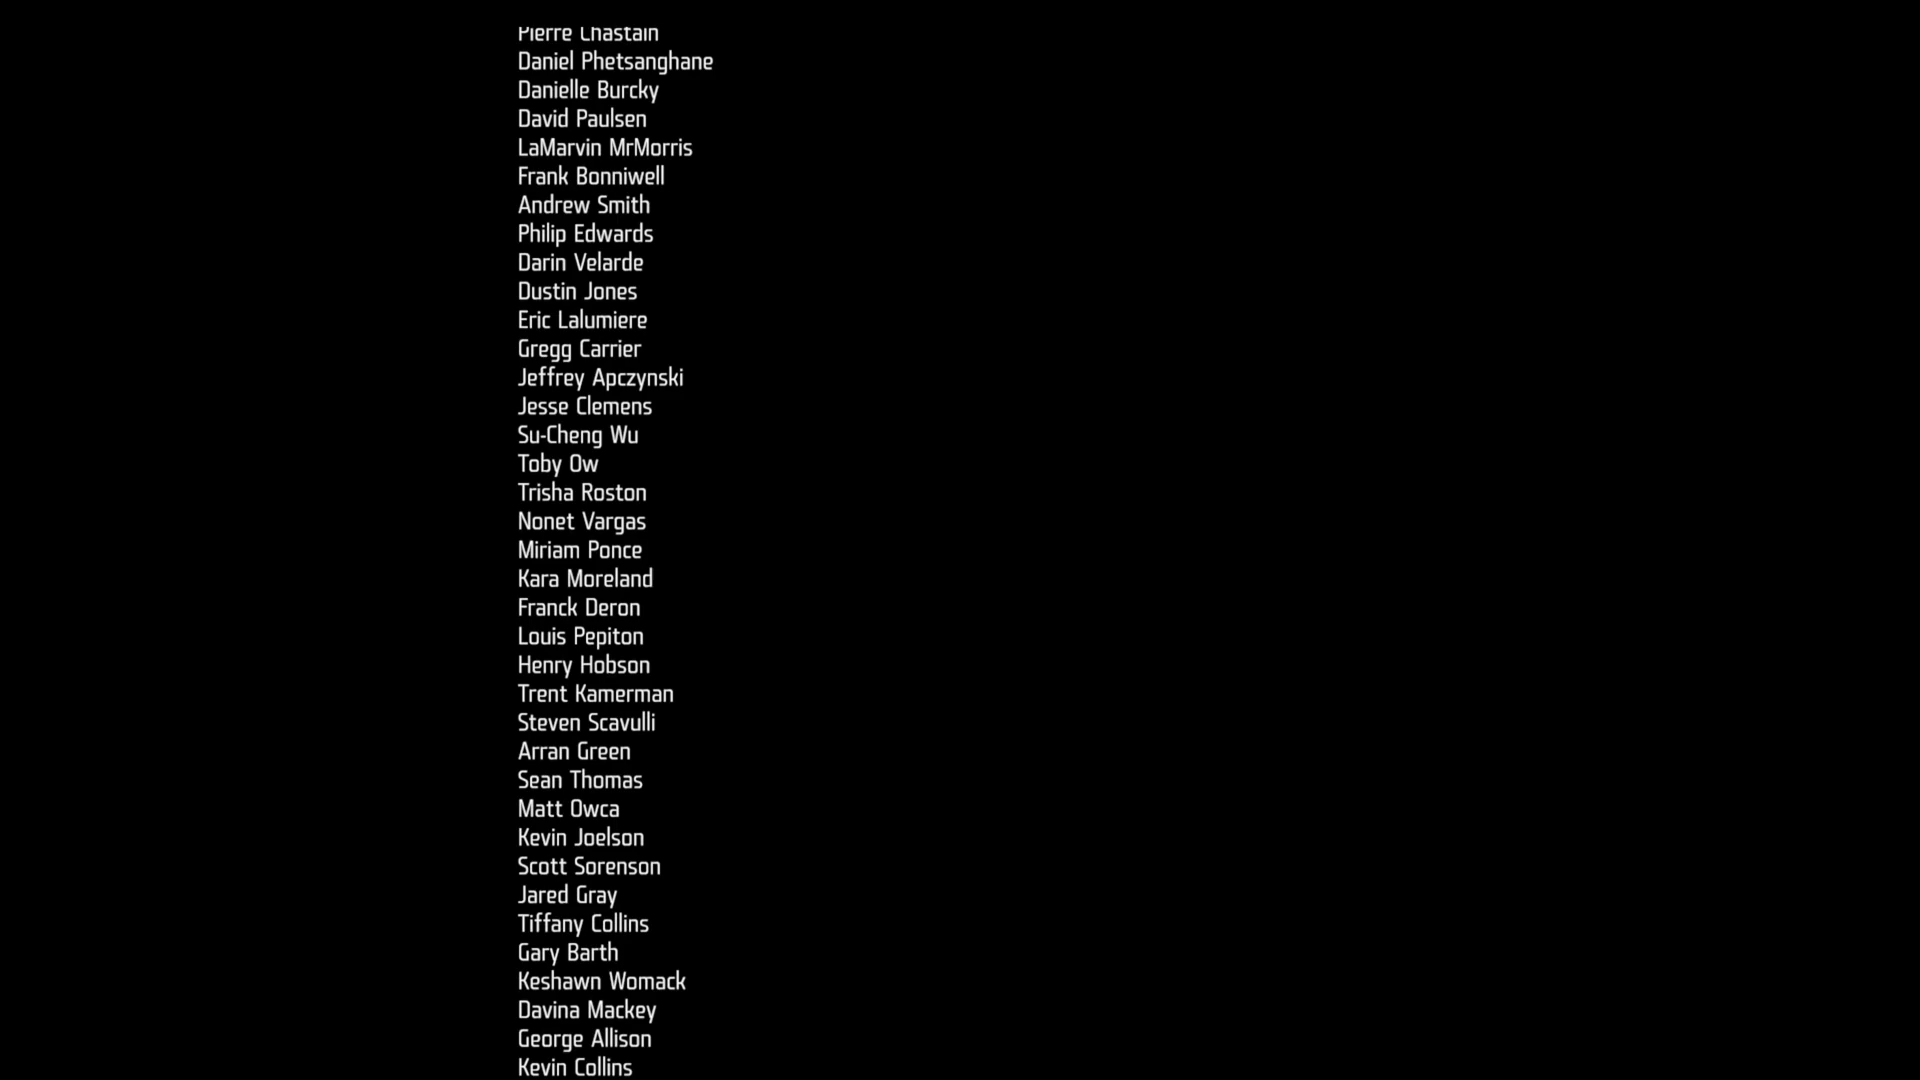 Pierre Chastain
Daniel Phetsanghane
Danielle Burcky
David Paulsen
LaMarvin MrMorris
Frank Bonniwell
Andrew Smith
Philip Edwards
Darin Velarde
Dustin Jones
Eric Lalumiere
Gregg Carrier
Jeffrey Apczynski
Jesse Clemens
Su-Cheng Wu
Toby Ow
Trisha Roston
Nonet Vargas
Miriam Ponce
Kara Moreland
Franck Deron
Louis Pepiton
Henry Hobson
Trent Kamerman
Steven Scavulli
Arran Green
Sean Thomas
Matt Owca
Kevin Joelson
Scott Sorenson
Jared Gray
Tiffany Collins
Gary Barth
Keshawn Womack
Davina Mackey
George Allison
Kevin Collins